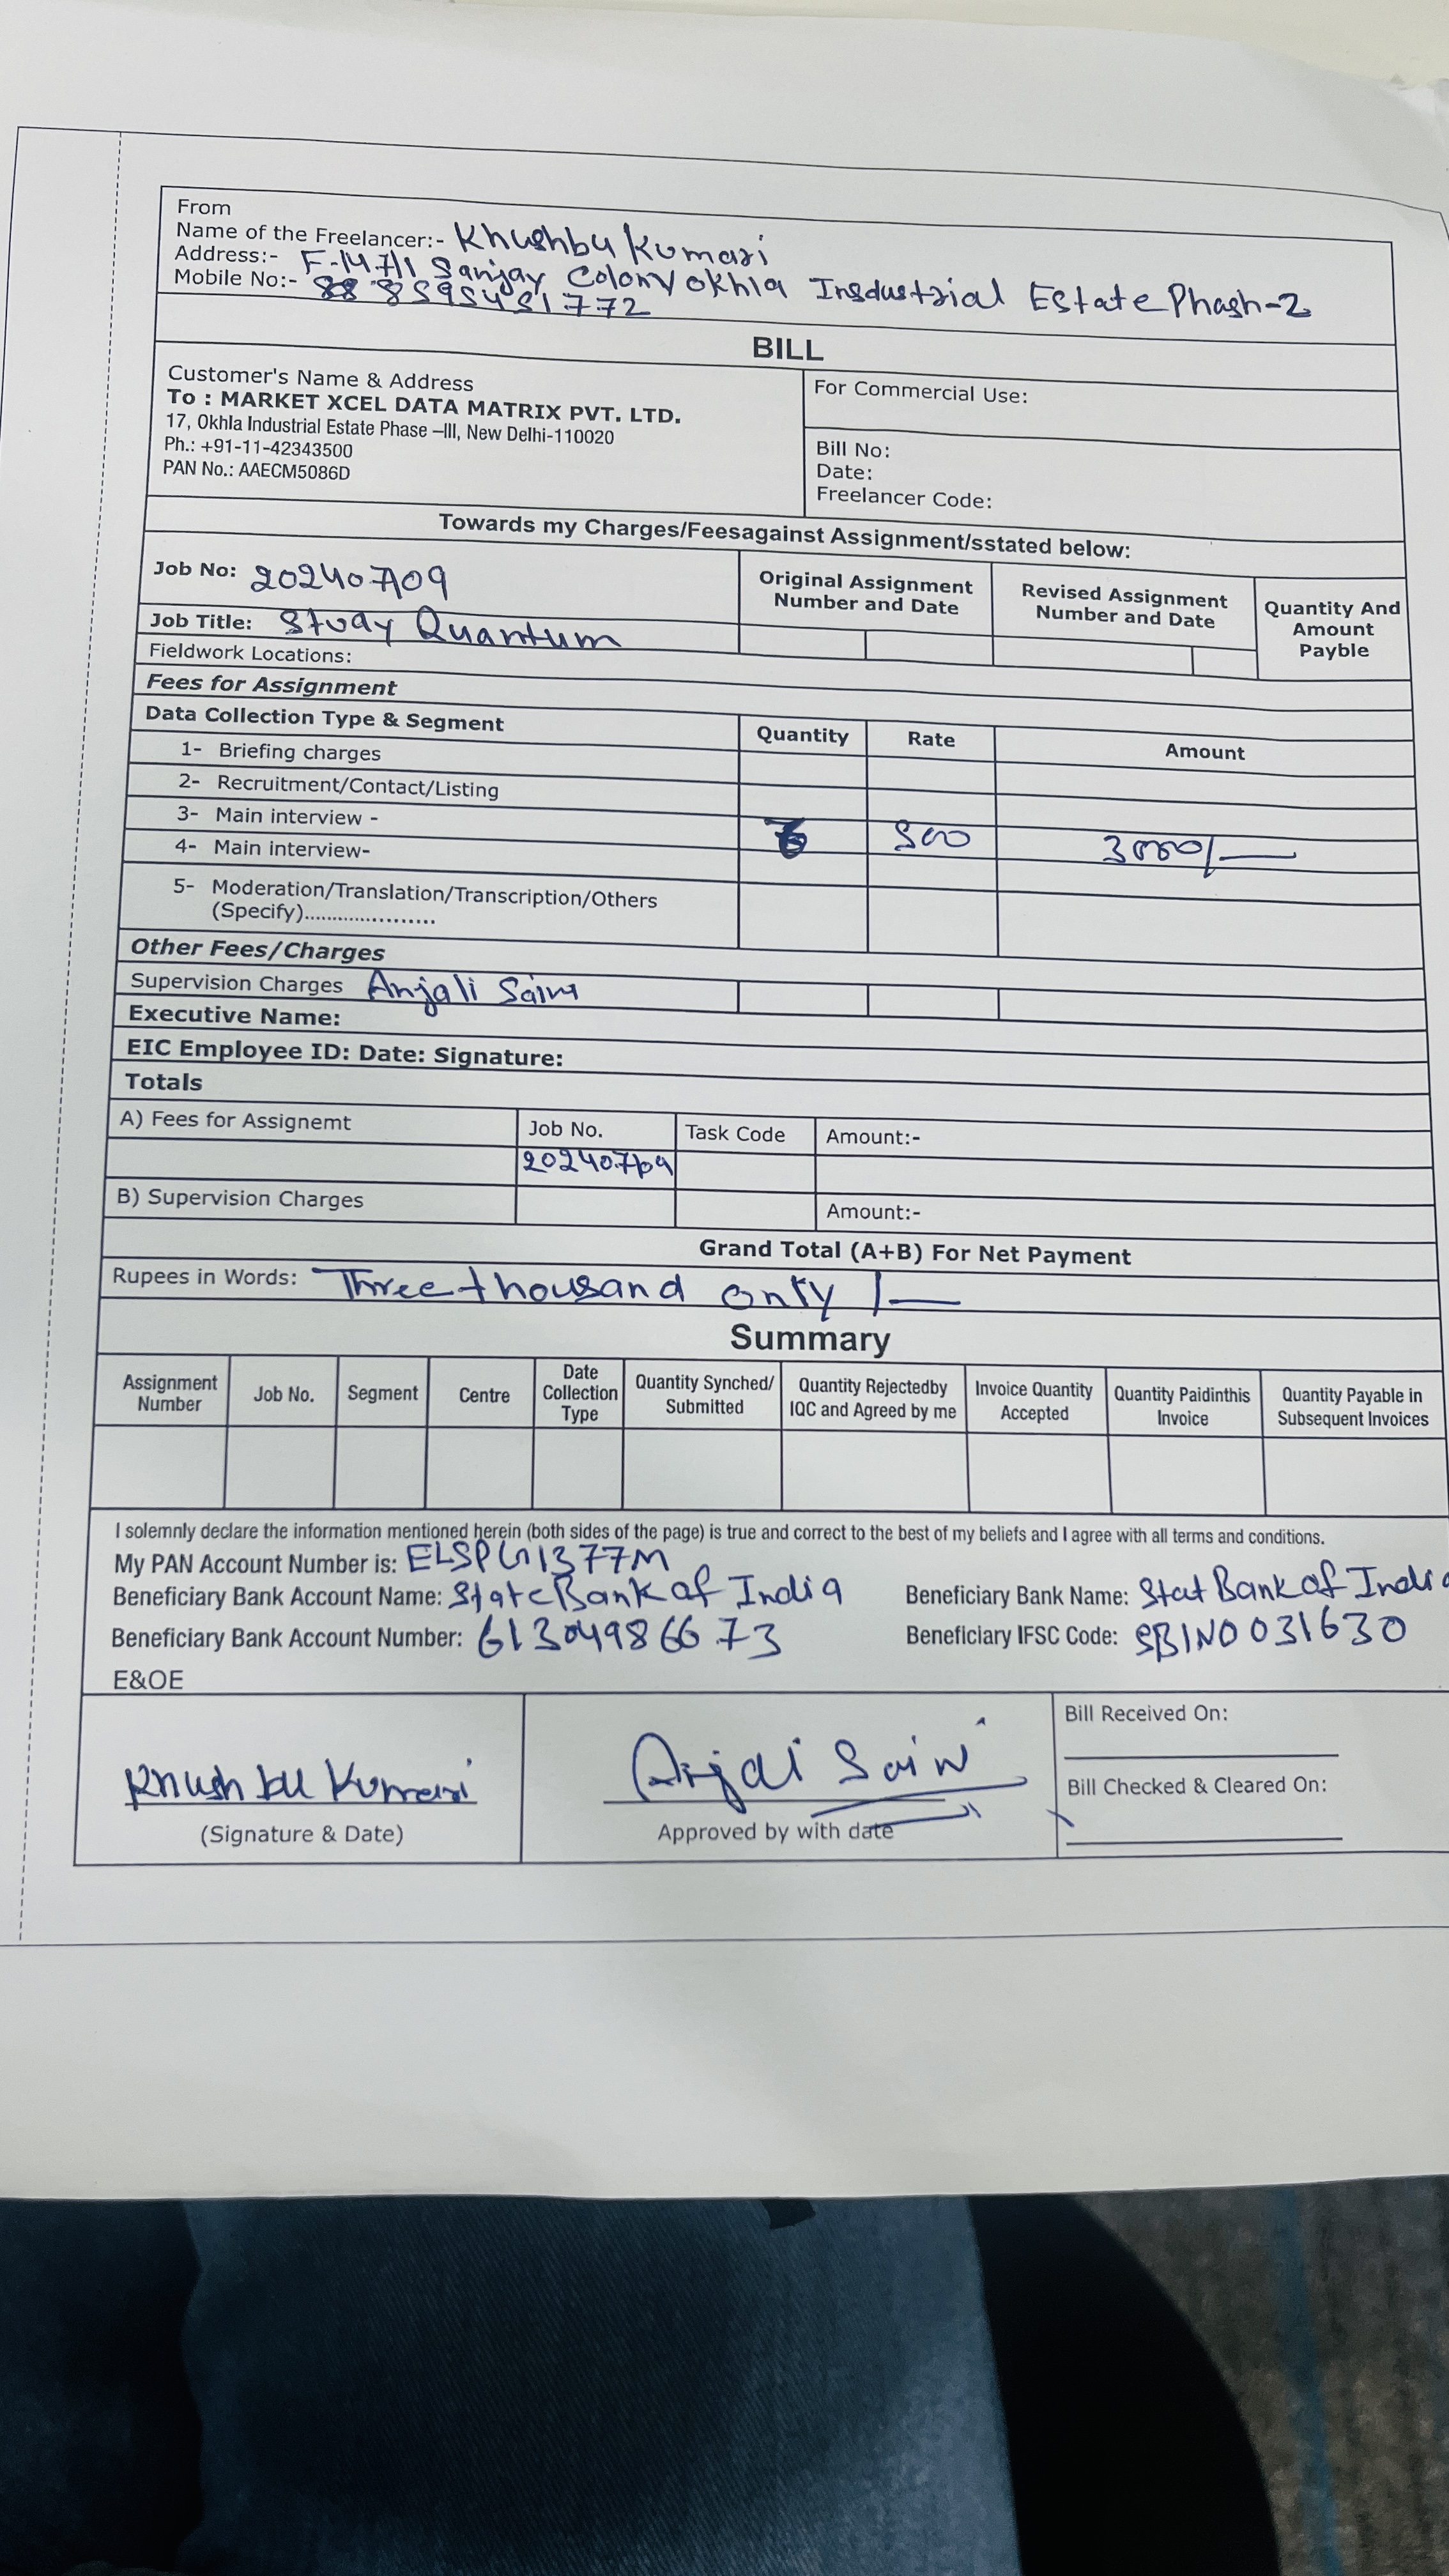 From
Name of the Freelancer:- Khushbu Kumari
Address:- F-147/1 Sanjay Colony Okhla Insdustrial Estate Phash-2
Mobile No:-
BILL
Customer's Name & Address
To : MARKET XCEL DATA MATRIX PVT. LTD.
17, Okhla Industrial Estate Phase –III, New Delhi-110020
Ph.: +91-11-42343500
PAN No.: AAECM5086D
For Commercial Use:
Bill No:
Date:
Freelancer Code:
Towards my Charges/Feesagainst Assignment/sstated below:
Job No: 20240709
Original Assignment Number and Date
Revised Assignment Number and Date
Quantity And Amount Payble
Job Title: Study Quantum
Fieldwork Locations:
Fees for Assignment
Data Collection Type & Segment Quantity Rate Amount
1- Briefing charges
2- Recruitment/Contact/Listing
3- Main interview -
4- Main interview- 6 500 3000/—
5- Moderation/Translation/Transcription/Others
(Specify).....................
Other Fees/Charges
Supervision Charges Anjali Saini
Executive Name:
EIC Employee ID: Date: Signature:
Totals
A) Fees for Assignemt Job No. Task Code Amount:-
20240709
B) Supervision Charges Amount:-
Grand Total (A+B) For Net Payment
Rupees in Words: Three thousand only /—
Summary
Assignment Number Job No. Segment Centre Date Collection Type Quantity Synched/ Submitted Quantity Rejectedby IQC and Agreed by me Invoice Quantity Accepted Quantity Paidinthis Invoice Quantity Payable in Subsequent Invoices
I solemnly declare the information mentioned herein (both sides of the page) is true and correct to the best of my beliefs and I agree with all terms and conditions.
My PAN Account Number is: ELSPG1377M
Beneficiary Bank Account Name: State Bank of India Beneficiary Bank Name: Stat Bank of India
Beneficiary Bank Account Number: 61304986673 Beneficiary IFSC Code: SBIN0031630
E&OE
Khushbu Kumari
(Signature & Date)
Anjali Saini
Approved by with date
Bill Received On:
Bill Checked & Cleared On: